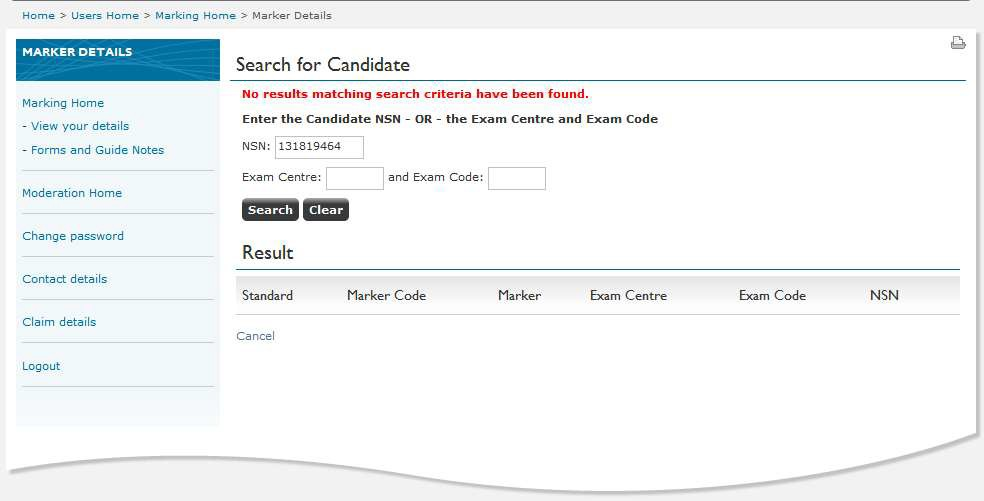 Home > Users Home > Marking Home > Marker Details
MARKER DETAILS
Marking Home
- View your details
- Forms and Guide Notes
Moderation Home
Change password
Contact details
Claim details
Logout
Search for Candidate
No results matching search criteria have been found.
Enter the Candidate NSN - OR - the Exam Centre and Exam Code
NSN: 131819464
Exam Centre: and Exam Code:
Search Clear
Result
Standard Marker Code Marker Exam Centre Exam Code NSN
Cancel